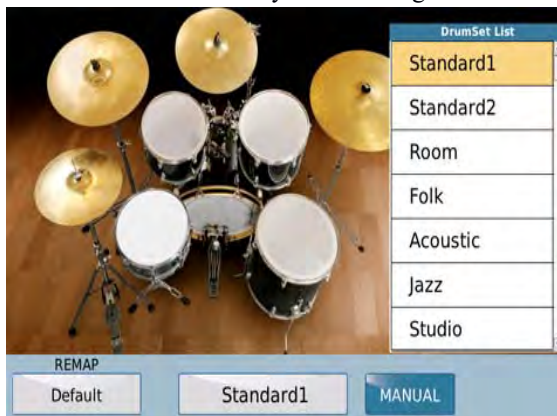 DrumSet List
Standard1
Standard2
Room
Folk
Acoustic
Jazz
Studio
REMAP
Default
Standard1
MANUAL